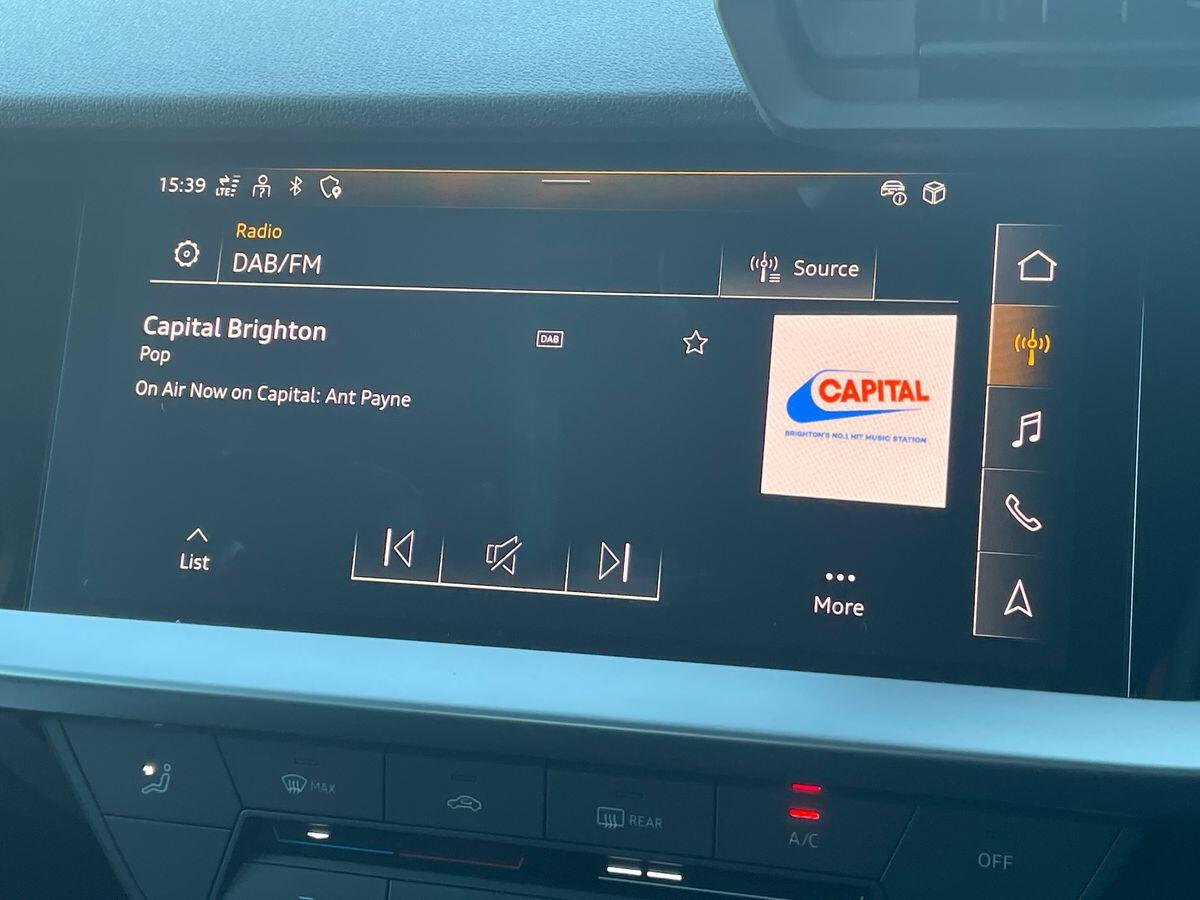 15:39 LTE
Radio
DAB/FM
Source
Capital Brighton
DAB
Pop
On Air Now on Capital: Ant Payne
CAPITAL
BRIGHTON'S NO.1 HIT MUSIC STATION
List
More
MAX
REAR
A/C
OFF